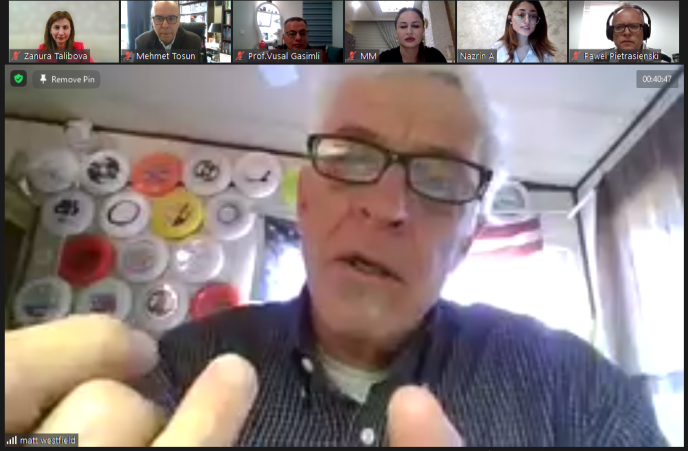 Zanura Talibova
Mehmet Tosun
Prof.Vusal Gasimli
MM
Nazrin A
Pawel Pietrasienski
Remove Pin
00:40:47
matt westfield